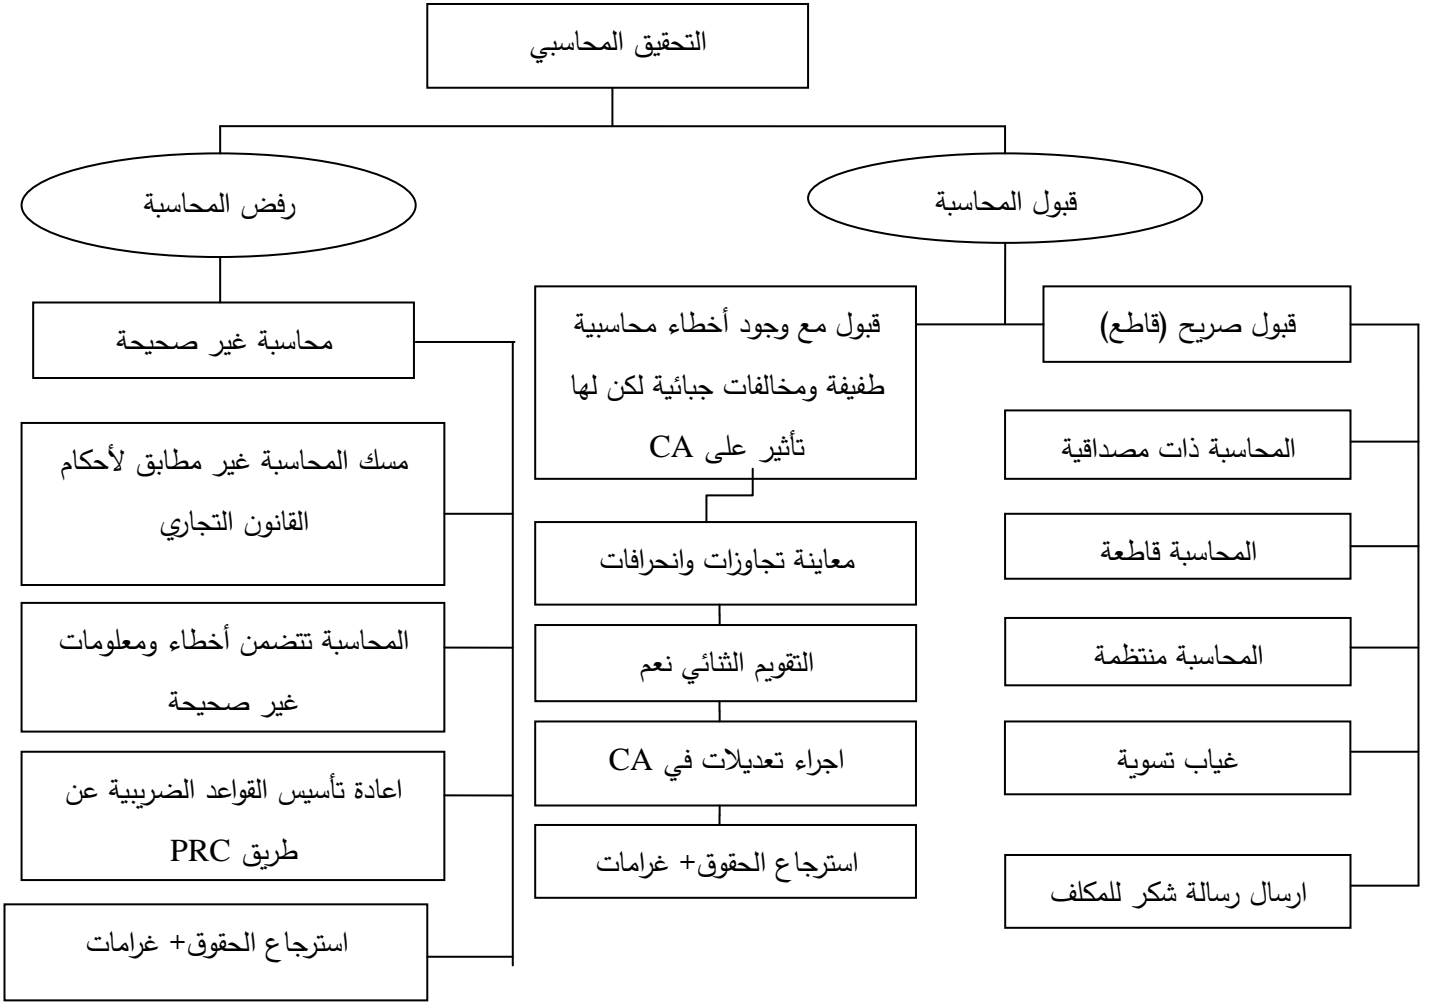 التحقيق المحاسبي
قبول المحاسبة
رفض المحاسبة
قبول صريح (قاطع)
المحاسبة ذات مصداقية
المحاسبة قاطعة
المحاسبة منتظمة
غياب تسوية
ارسال رسالة شكر للمكلف
قبول مع وجود أخطاء محاسبية
طفيفة ومخالفات جبائية لكن لها
تأثير على CA
معاينة تجاوزات وانحرافات
التقويم الثنائي نعم
اجراء تعديلات في CA
استرجاع الحقوق+ غرامات
محاسبة غير صحيحة
مسك المحاسبة غير مطابق لأحكام
القانون التجاري
المحاسبة تتضمن أخطاء ومعلومات
غير صحيحة
اعادة تأسيس القواعد الضريبية عن
طريق PRC
استرجاع الحقوق+ غرامات